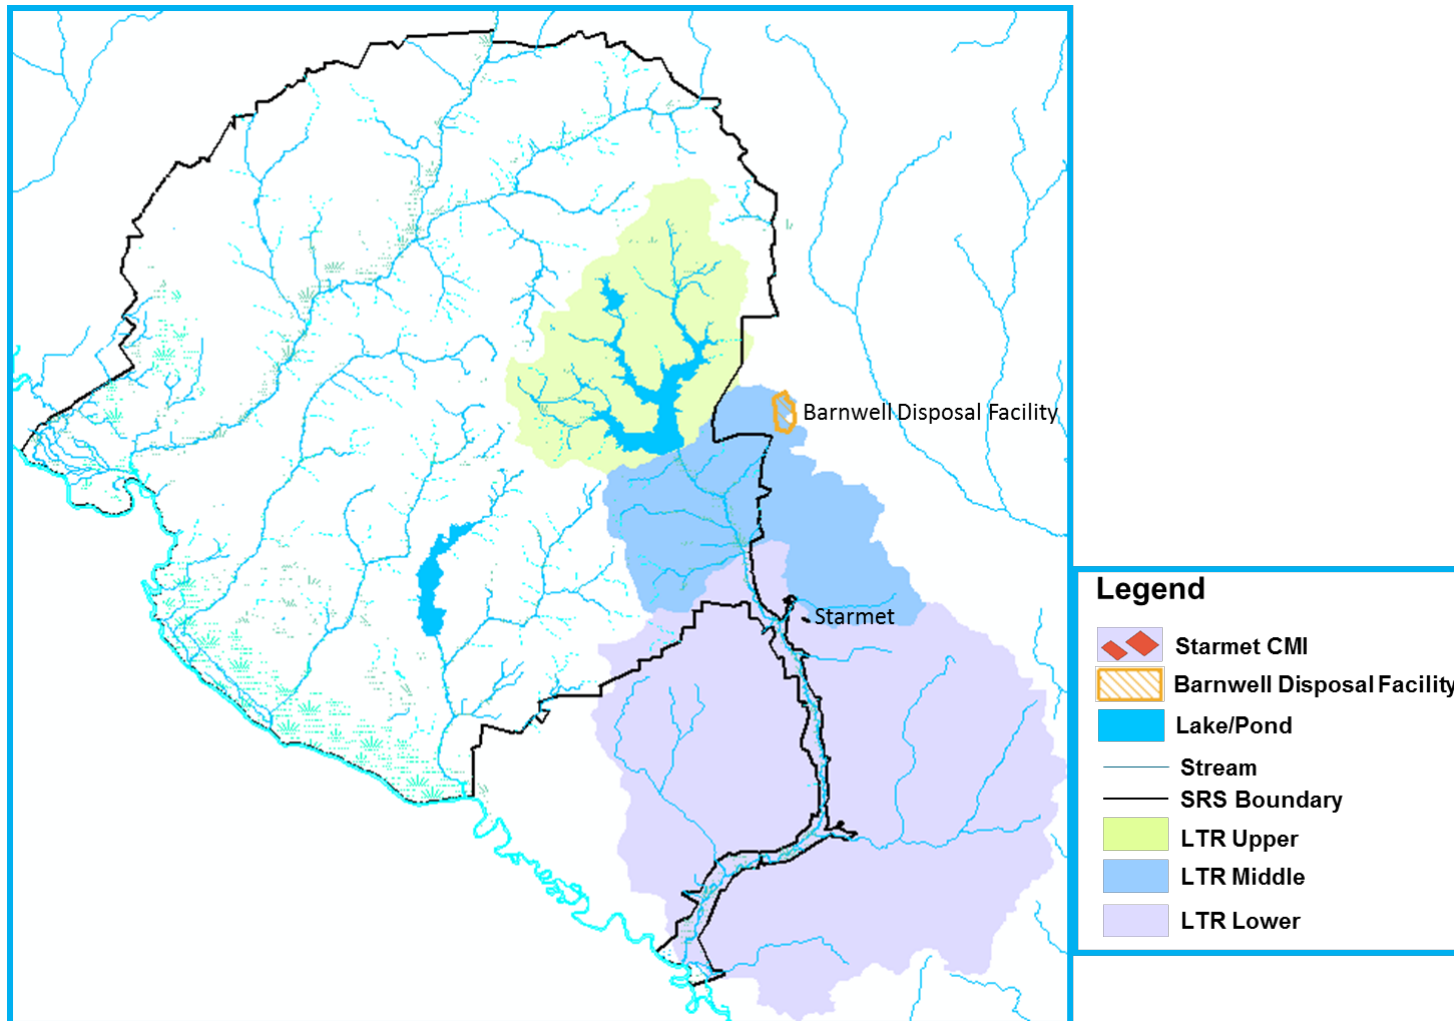 Barnwell Disposal Facility
Starmet
Legend
Starmet CMI
Barnwell Disposal Facility
Lake/Pond
Stream
SRS Boundary
LTR Upper
LTR Middle
LTR Lower